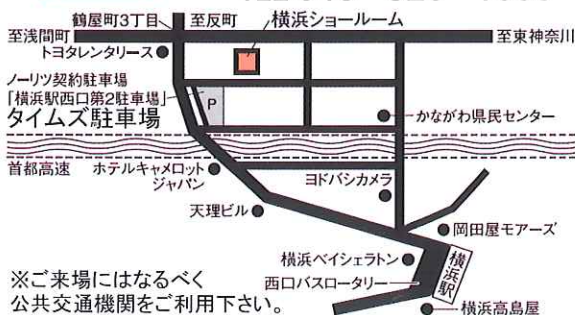 鶴屋町3丁目
至反町
横浜ショールーム
至浅間町
至東神奈川
トヨタレンタリース
ノーリツ契約駐車場
「横浜駅西口第2駐車場」
P
タイムズ駐車場
かながわ県民センター
首都高速
ホテルキャメロット
ジャパン
ヨドバシカメラ
天理ビル
岡田屋モアーズ
横浜ベイシェラトン
横浜駅
西口バスロータリー
※ご来場にはなるべく
公共交通機関をご利用下さい。
横浜高島屋